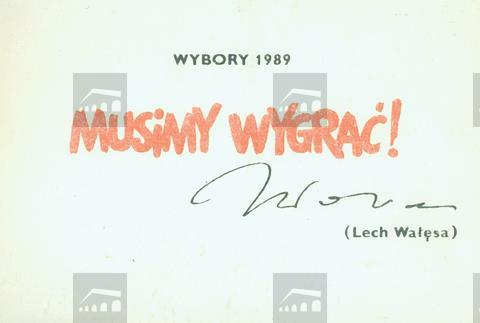 WYBORY 1989
MUSiMY WYGRAĆ!
(Lech Wałęsa)